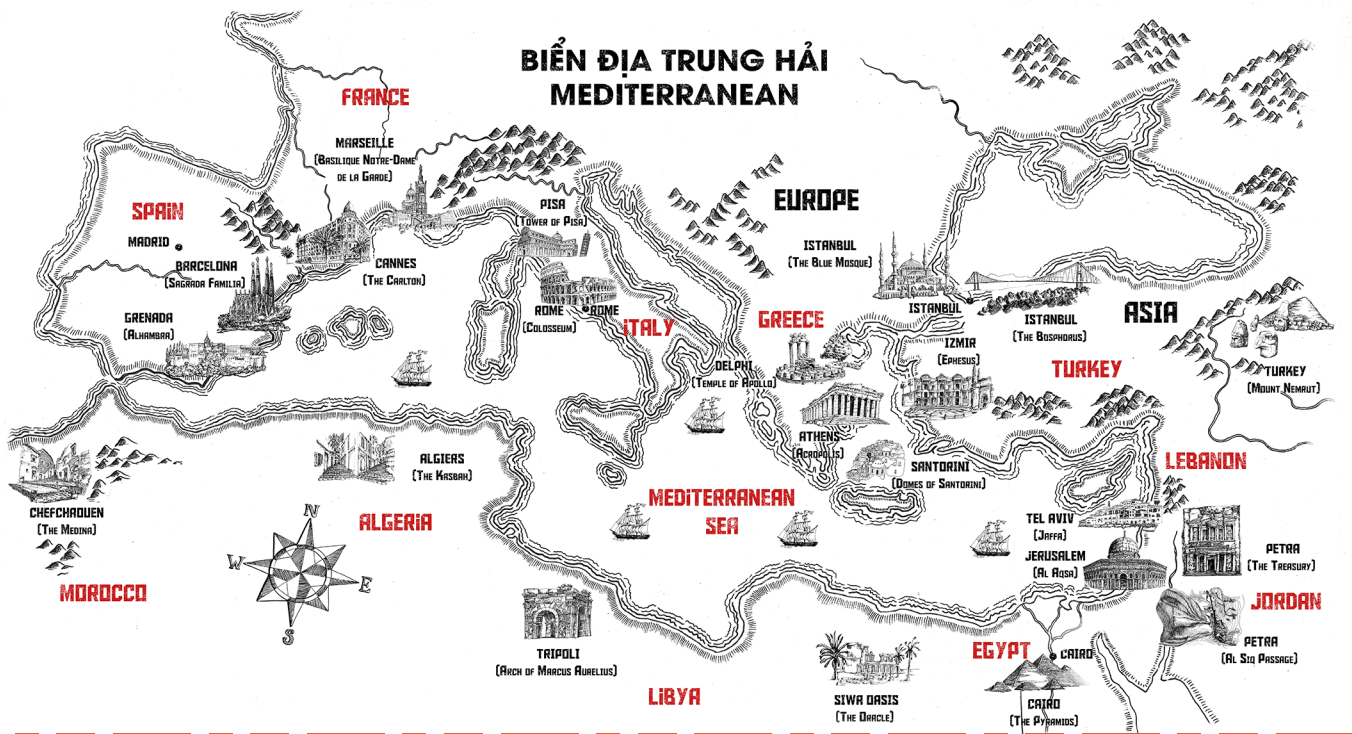 BIỂN ĐỊA TRUNG HẢI
MEDITERRANEAN
FRANCE
MARSEILLE
(BASILIQUE NOTRE-DAME
DE LA GARDE)
SPAIN
MADRID
BARCELONA
(SAGRADA FAMILIA)
GRENADA
(ALHAMBRA)
CANNES
(THE CARLTON)
PISA
(TOWER OF PISA)
ROME
(COLOSSEUM)
ROME
ITALY
EUROPE
ISTANBUL
(THE BLUE MOSQUE)
ISTANBUL
ISTANBUL
(THE BOSPHORUS)
ASIA
GREECE
IZMIR
(EPHESUS)
TURKEY
TURKEY
(MOUNT NEMRUT)
DELPHI
(TEMPLE OF APOLLO)
ATHENS
(ACROPOLIS)
SANTORINI
(DOMES OF SANTORINI)
LEBANON
CHEFCHAOUEN
(THE MEDINA)
MOROCCO
ALGIERS
(THE KASBAH)
ALGERIA
N
W
E
S
MEDITERRANEAN
SEA
TEL AVIV
(JAFFA)
JERUSALEM
(AL AQSA)
PETRA
(THE TREASURY)
JORDAN
PETRA
(AL SIQ PASSAGE)
TRIPOLI
(ARCH OF MARCUS AURELIUS)
LIBYA
SIWA OASIS
(THE ORACLE)
EGYPT
CAIRO
CAIRO
(THE PYRAMIDS)